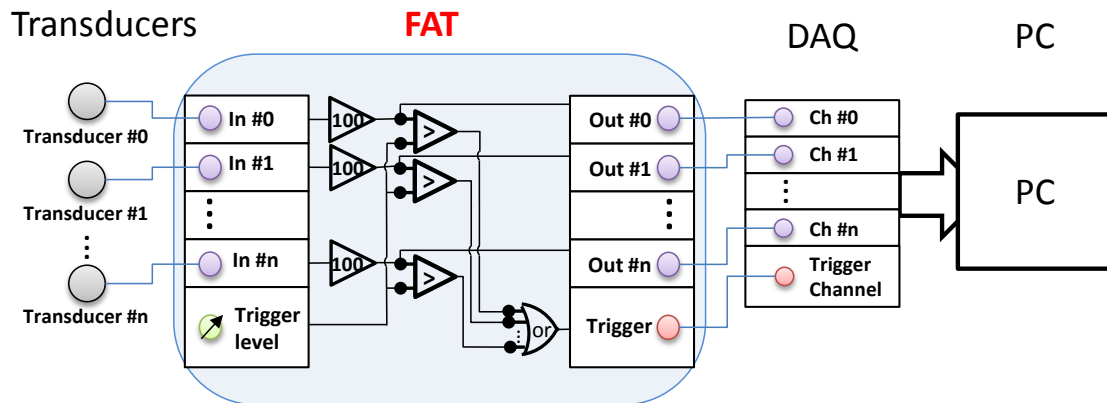 Transducers
FAT
DAQ
PC
Transducer #0
Transducer #1
⋮
Transducer #n
In #0
In #1
⋮
In #n
Trigger
level
100
100
100
>
>
>
⋮
or
Out #0
Out #1
⋮
Out #n
Trigger
Ch #0
Ch #1
⋮
Ch #n
Trigger
Channel
PC